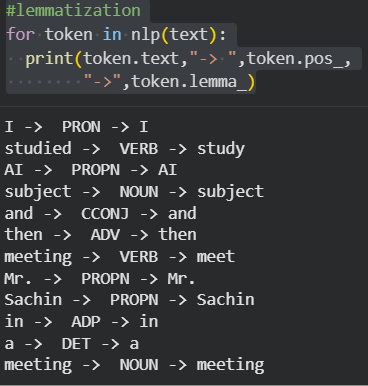 #lemmatization
for token in nlp(text):
  print(token.text,"-> ",token.pos_,
        "->",token.lemma_)
I ->  PRON -> I
studied ->  VERB -> study
AI ->  PROPN -> AI
subject ->  NOUN -> subject
and ->  CCONJ -> and
then ->  ADV -> then
meeting ->  VERB -> meet
Mr. ->  PROPN -> Mr.
Sachin ->  PROPN -> Sachin
in ->  ADP -> in
a ->  DET -> a
meeting ->  NOUN -> meeting